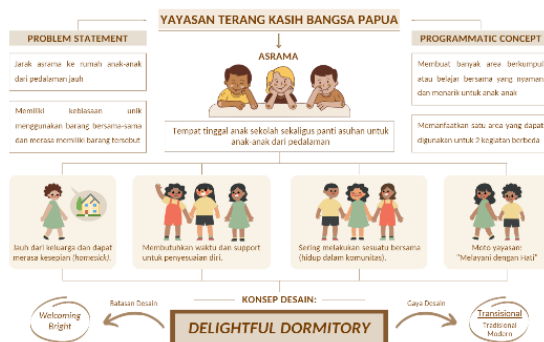 YAYASAN TERANG KASIH BANGSA PAPUA
PROBLEM STATEMENT
Jarak asrama ke rumah anak-anak
dari pedalaman jauh
Memiliki kebiasaan unik
menggunakan barang bersama-sama
dan merasa memiliki barang tersebut
ASRAMA
Tempat tinggal anak sekolah sekaligus panti asuhan untuk
anak-anak dari pedalaman
PROGRAMMATIC CONCEPT
Membuat banyak area berkumpul
atau belajar bersama yang nyaman
dan menarik untuk anak anak
Memanfaatkan satu area yang dapat
digunakan untuk 2 kegiatan berbeda
Jauh dari keluarga dan dapat
merasa kesepian (homesick).
Membutuhkan waktu dan support
untuk penyesuaian diri.
Sering melakukan sesuatu bersama
(hidup dalam komunitas).
Moto yayasan:
"Melayani dengan Hati"
KONSEP DESAIN:
Welcoming
Bright
Batasan Desain
DELIGHTFUL DORMITORY
Gaya Desain
Transisional
Tradisional
Modern